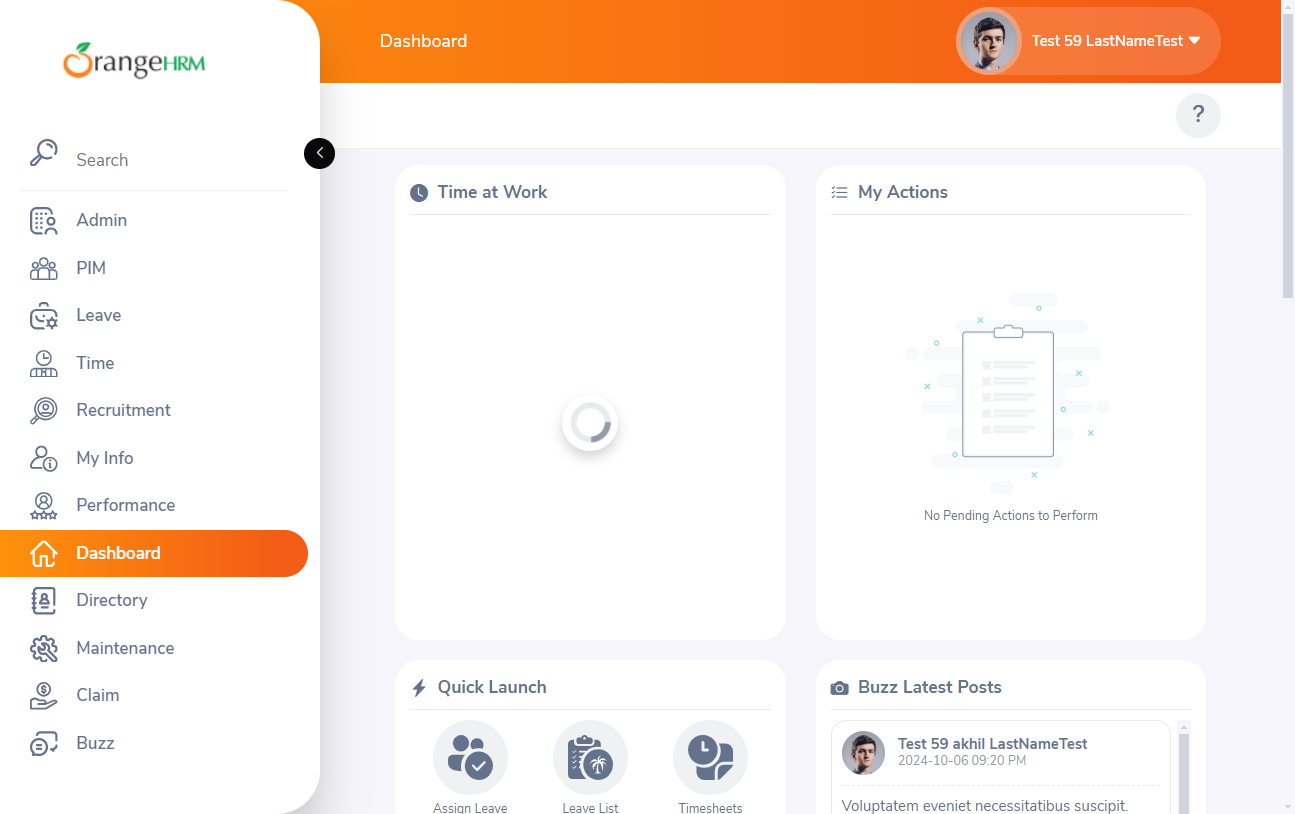 OrangeHRM
Dashboard
Test 59 LastNameTest
?
Search
Admin
PIM
Leave
Time
Recruitment
My Info
Performance
Dashboard
Directory
Maintenance
Claim
Buzz
Time at Work
My Actions
No Pending Actions to Perform
Quick Launch
Assign Leave
Leave List
Timesheets
Buzz Latest Posts
Test 59 akhil LastNameTest
2024-10-06 09:20 PM
Voluptatem eveniet necessitatibus suscipit.